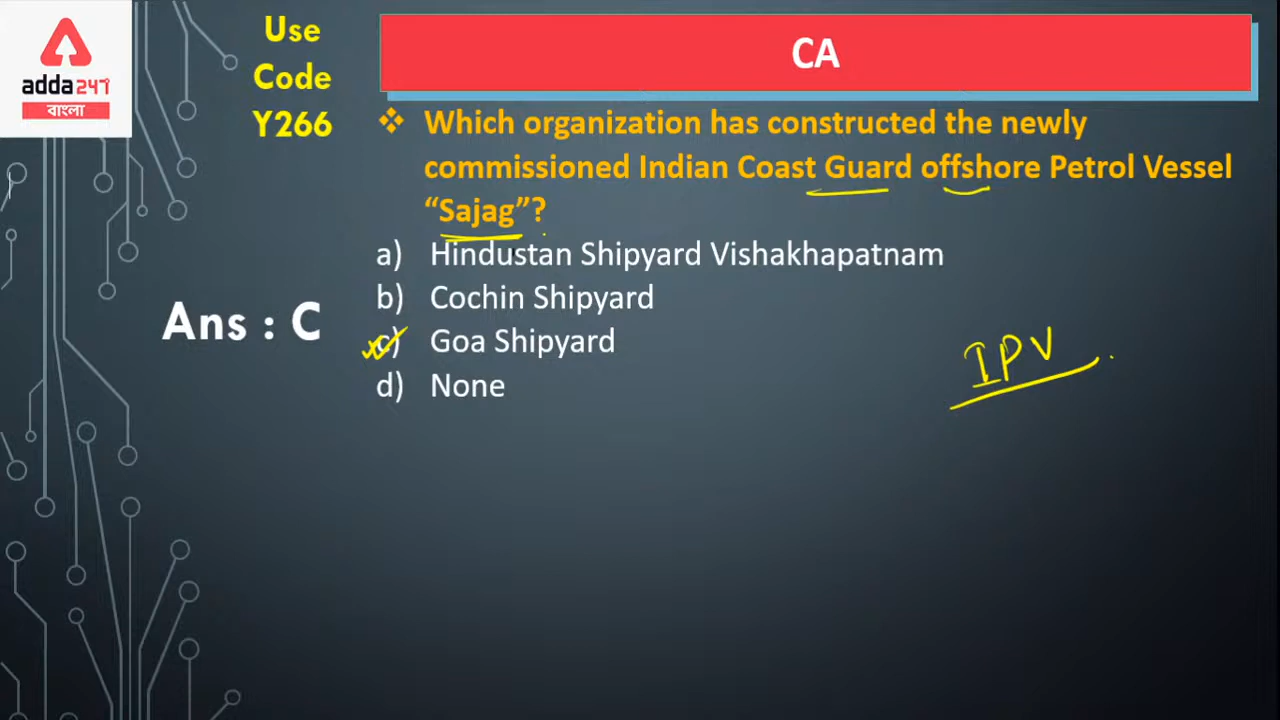 adda247
বাংলা
Use
Code
Y266
CA
❖ Which organization has constructed the newly
commissioned Indian Coast Guard offshore Petrol Vessel
“Sajag”?
a) Hindustan Shipyard Vishakhapatnam
b) Cochin Shipyard
c) Goa Shipyard
d) None
Ans : C
IPV